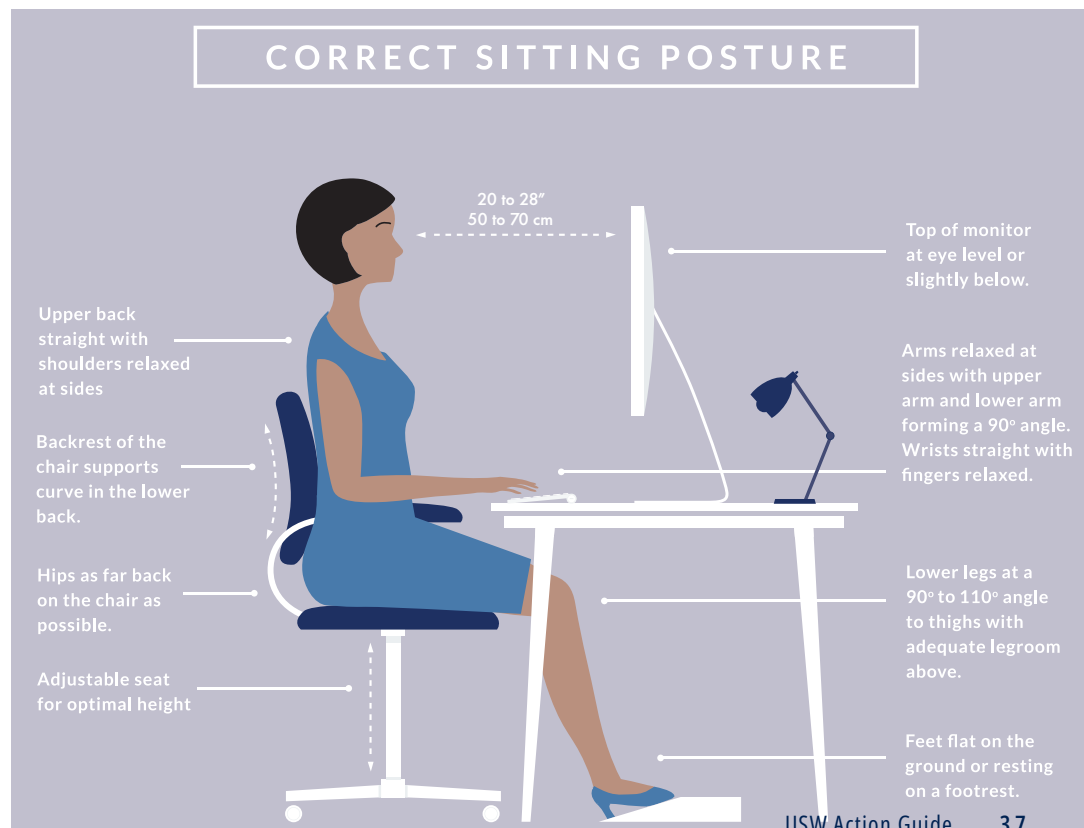 CORRECT SITTING POSTURE
20 to 28”
50 to 70 cm
Upper back
straight with
shoulders relaxed
at sides
Backrest of the
chair supports
curve in the lower
back.
Hips as far back
on the chair as
possible.
Adjustable seat
for optimal height
Top of monitor
at eye level or
slightly below.
Arms relaxed at
sides with upper
arm and lower arm
forming a 90° angle.
Wrists straight with
fingers relaxed.
Lower legs at a
90° to 110° angle
to thighs with
adequate legroom
above.
Feet flat on the
ground or resting
on a footrest.
USW Action Guide 37